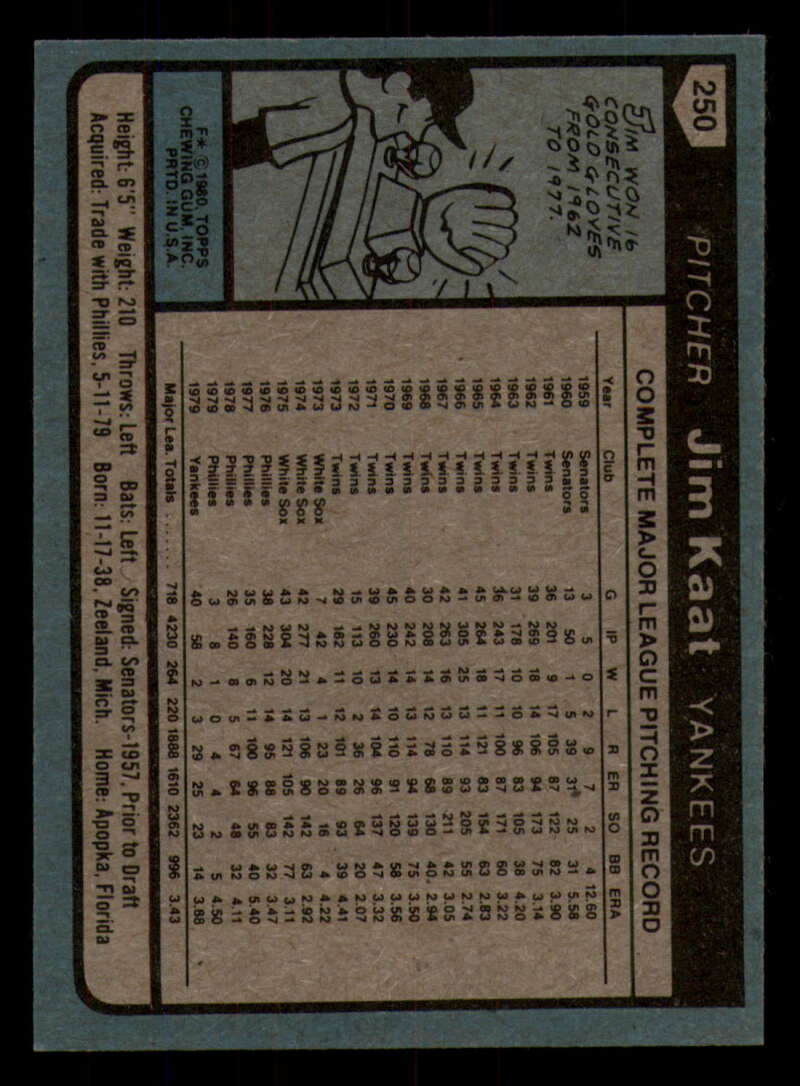 250 PITCHER Jim Kaat YANKEES
JIM WON 16
CONSECUTIVE
GOLD GLOVES
FROM 1962
TO 1977.
F✶ © 1980 TOPPS
CHEWING GUM, INC.
PRTD. IN U.S.A.
COMPLETE MAJOR LEAGUE PITCHING RECORD
Year Club G IP W L R ER SO BB ERA
1959 Senators 3 5 0 2 9 7 2 4 12.60
1960 Senators 13 50 1 5 39 31 25 31 5.58
1961 Twins 36 201 9 17 105 87 122 82 3.90
1962 Twins 39 269 18 14 106 94 173 75 3.14
1963 Twins 31 178 10 10 96 83 105 38 4.20
1964 Twins 36 243 17 11 100 87 171 60 3.22
1965 Twins 45 264 18 11 121 83 154 63 2.83
1966 Twins 41 305 25 13 114 93 205 55 2.74
1967 Twins 42 263 16 13 110 89 211 42 3.05
1968 Twins 30 208 14 12 78 68 130 40 2.94
1969 Twins 40 242 14 13 114 94 139 75 3.50
1970 Twins 45 230 14 10 110 91 120 58 3.56
1971 Twins 39 260 13 14 104 96 137 47 3.32
1972 Twins 15 113 10 2 36 26 64 20 2.07
1973 Twins 29 182 11 12 101 89 93 39 4.41
1973 White Sox 7 42 4 1 23 20 16 4 4.22
1974 White Sox 42 277 21 13 106 90 142 63 2.92
1975 White Sox 43 304 20 14 121 105 142 77 3.11
1976 Phillies 38 228 12 14 95 88 83 32 3.47
1977 Phillies 35 160 6 11 100 96 55 40 5.40
1978 Phillies 26 140 8 5 67 64 48 32 4.11
1979 Phillies 3 8 1 0 4 4 2 5 4.50
1979 Yankees 40 58 2 3 29 25 23 14 3.88
Major Lea. Totals ...... 718 4230 264 220 1888 1610 2362 996 3.43
Height: 6'5" Weight: 210 Throws: Left Bats: Left Signed: Senators-1957, Prior to Draft
Acquired: Trade with Phillies, 5-11-79 Born: 11-17-38, Zeeland, Mich. Home: Apopka, Florida